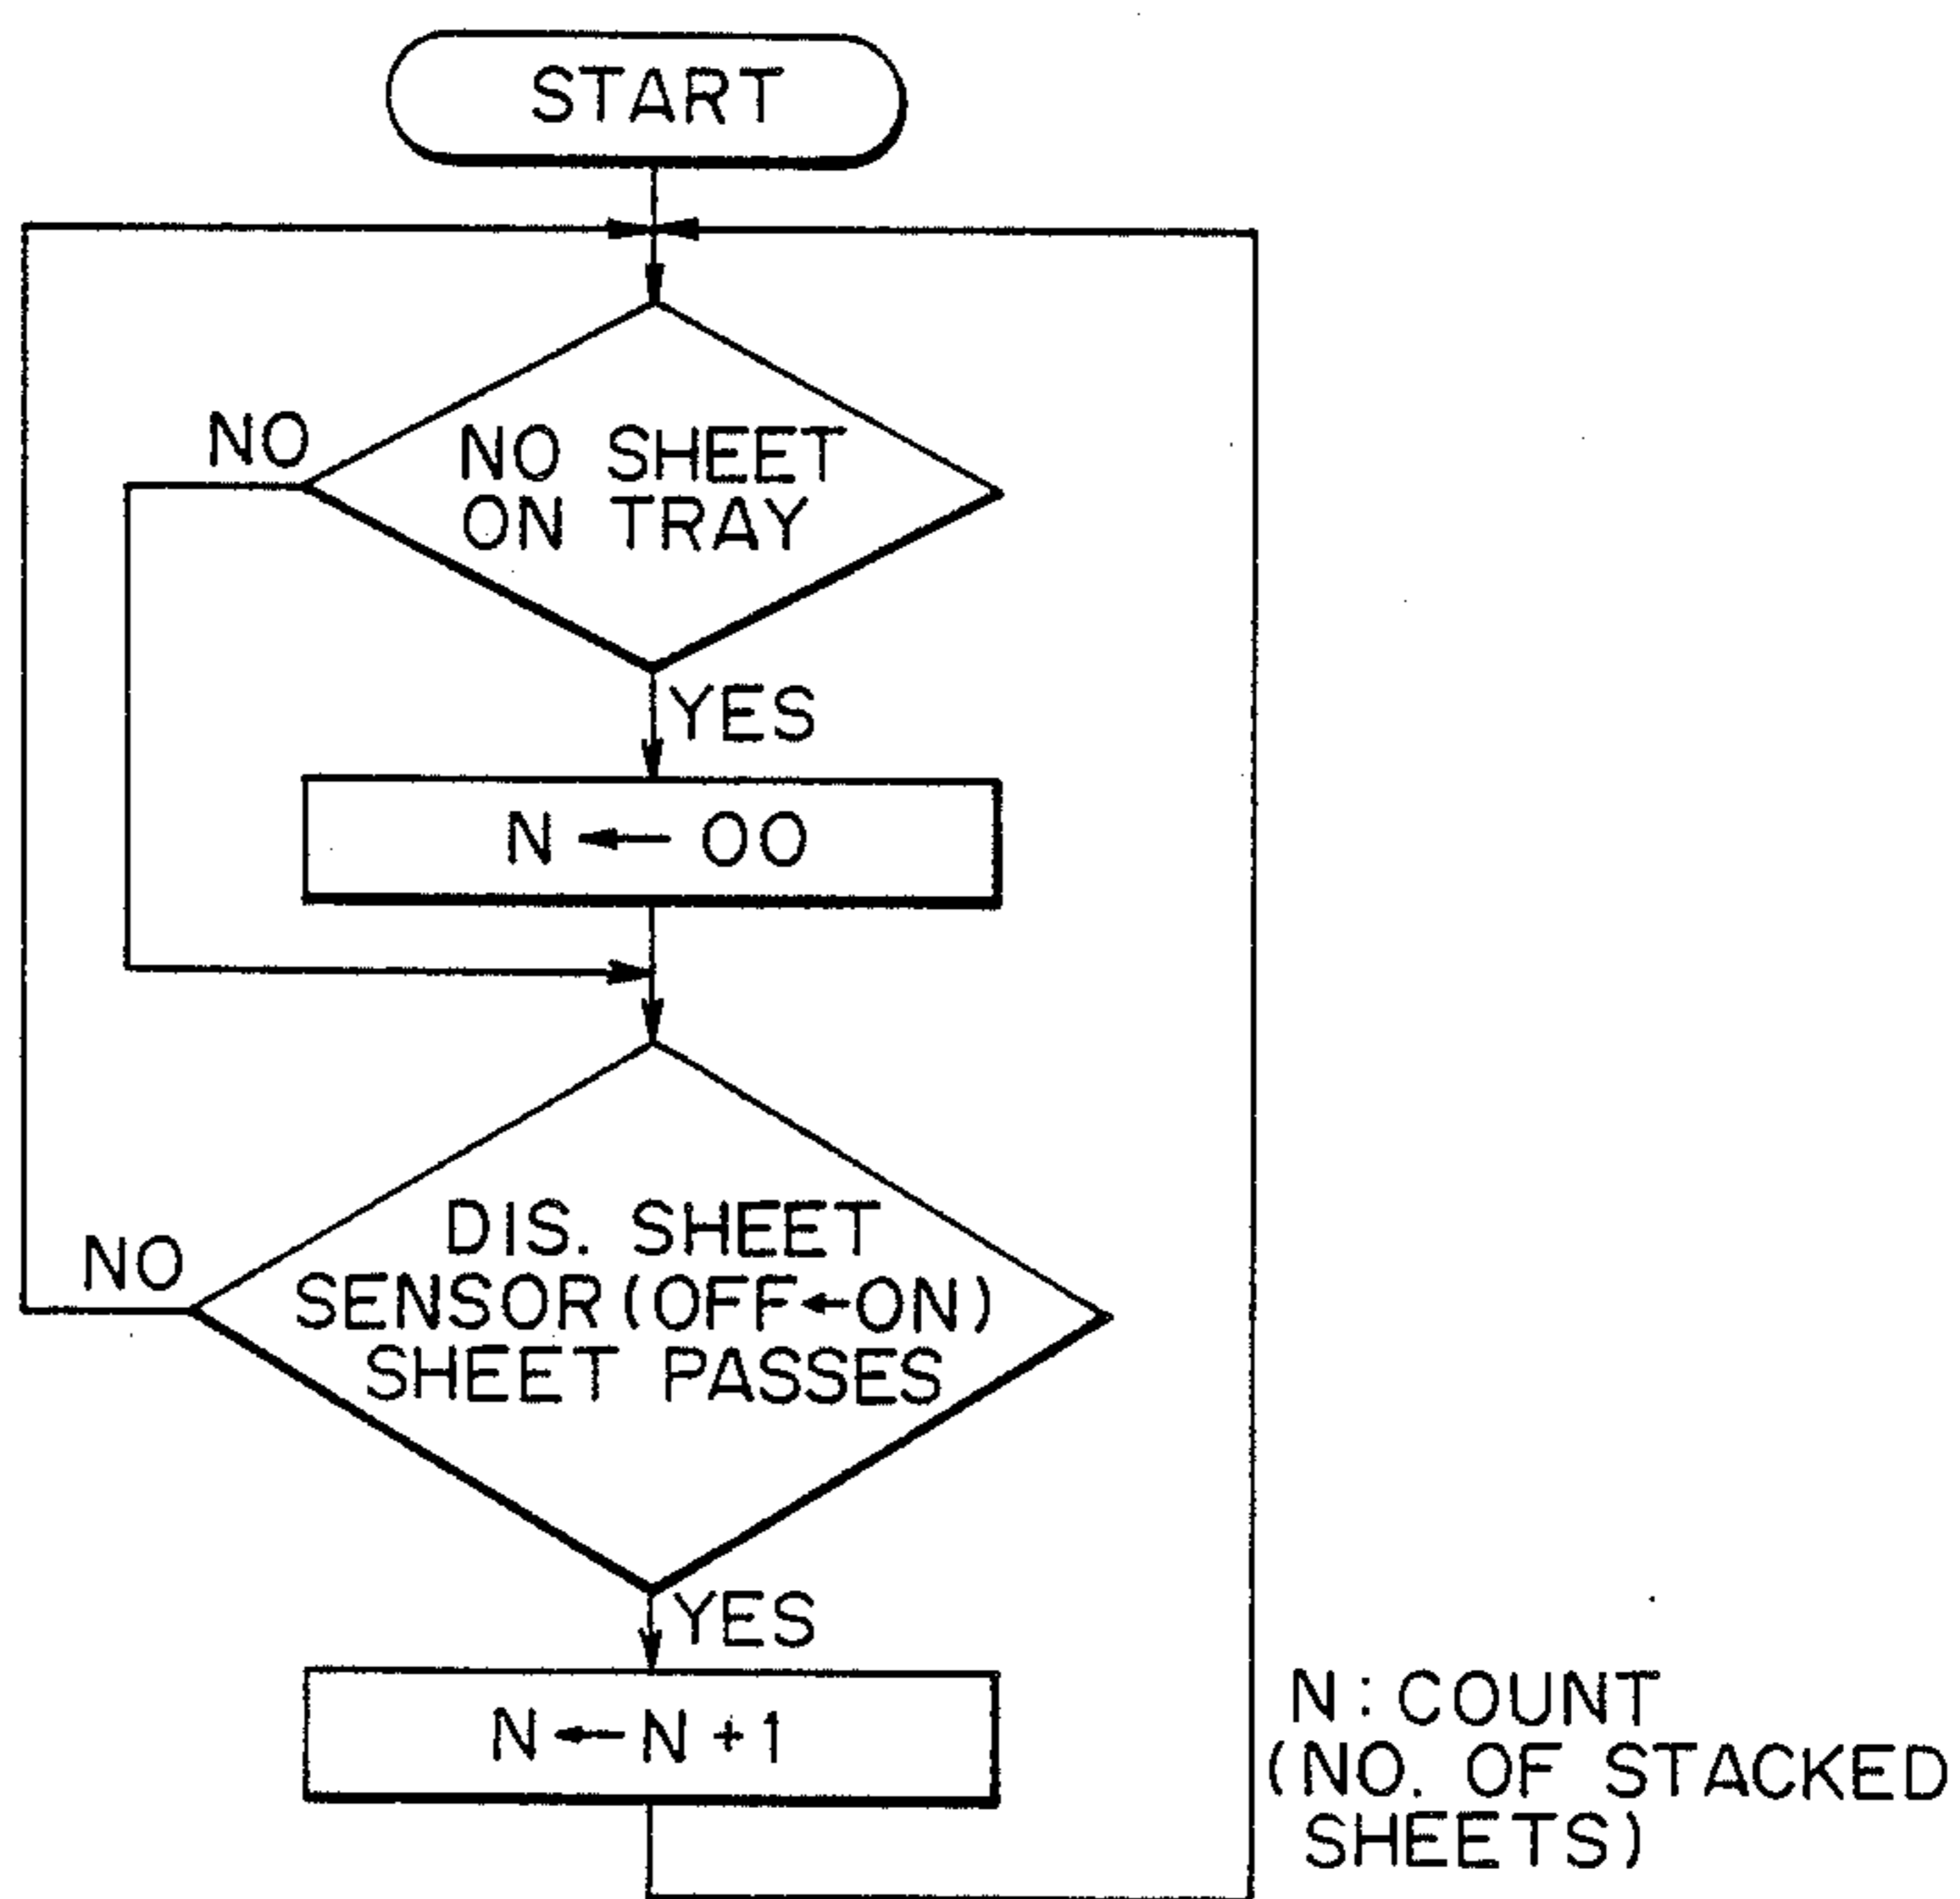 START
NO
NO SHEET
ON TRAY
YES
N ← 00
DIS. SHEET
NO
SENSOR (OFF←ON)
SHEET PASSES
YES
N ← N + 1
N : COUNT
(NO. OF STACKED
SHEETS)